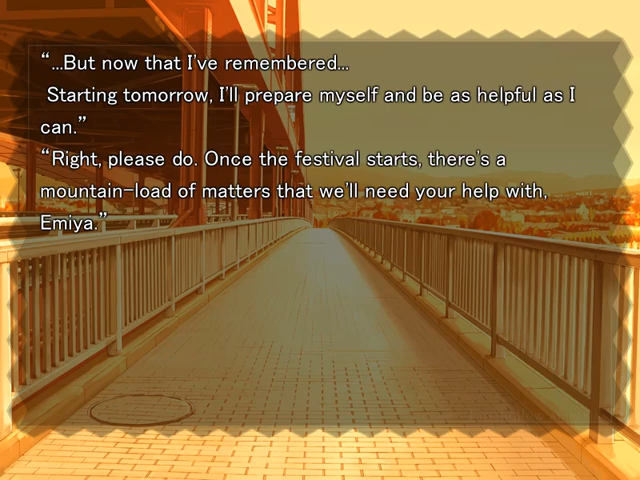 “...But now that I've remembered...
Starting tomorrow, I'll prepare myself and be as helpful as I
can.”
“Right, please do. Once the festival starts, there's a
mountain-load of matters that we'll need your help with,
Emiya.”